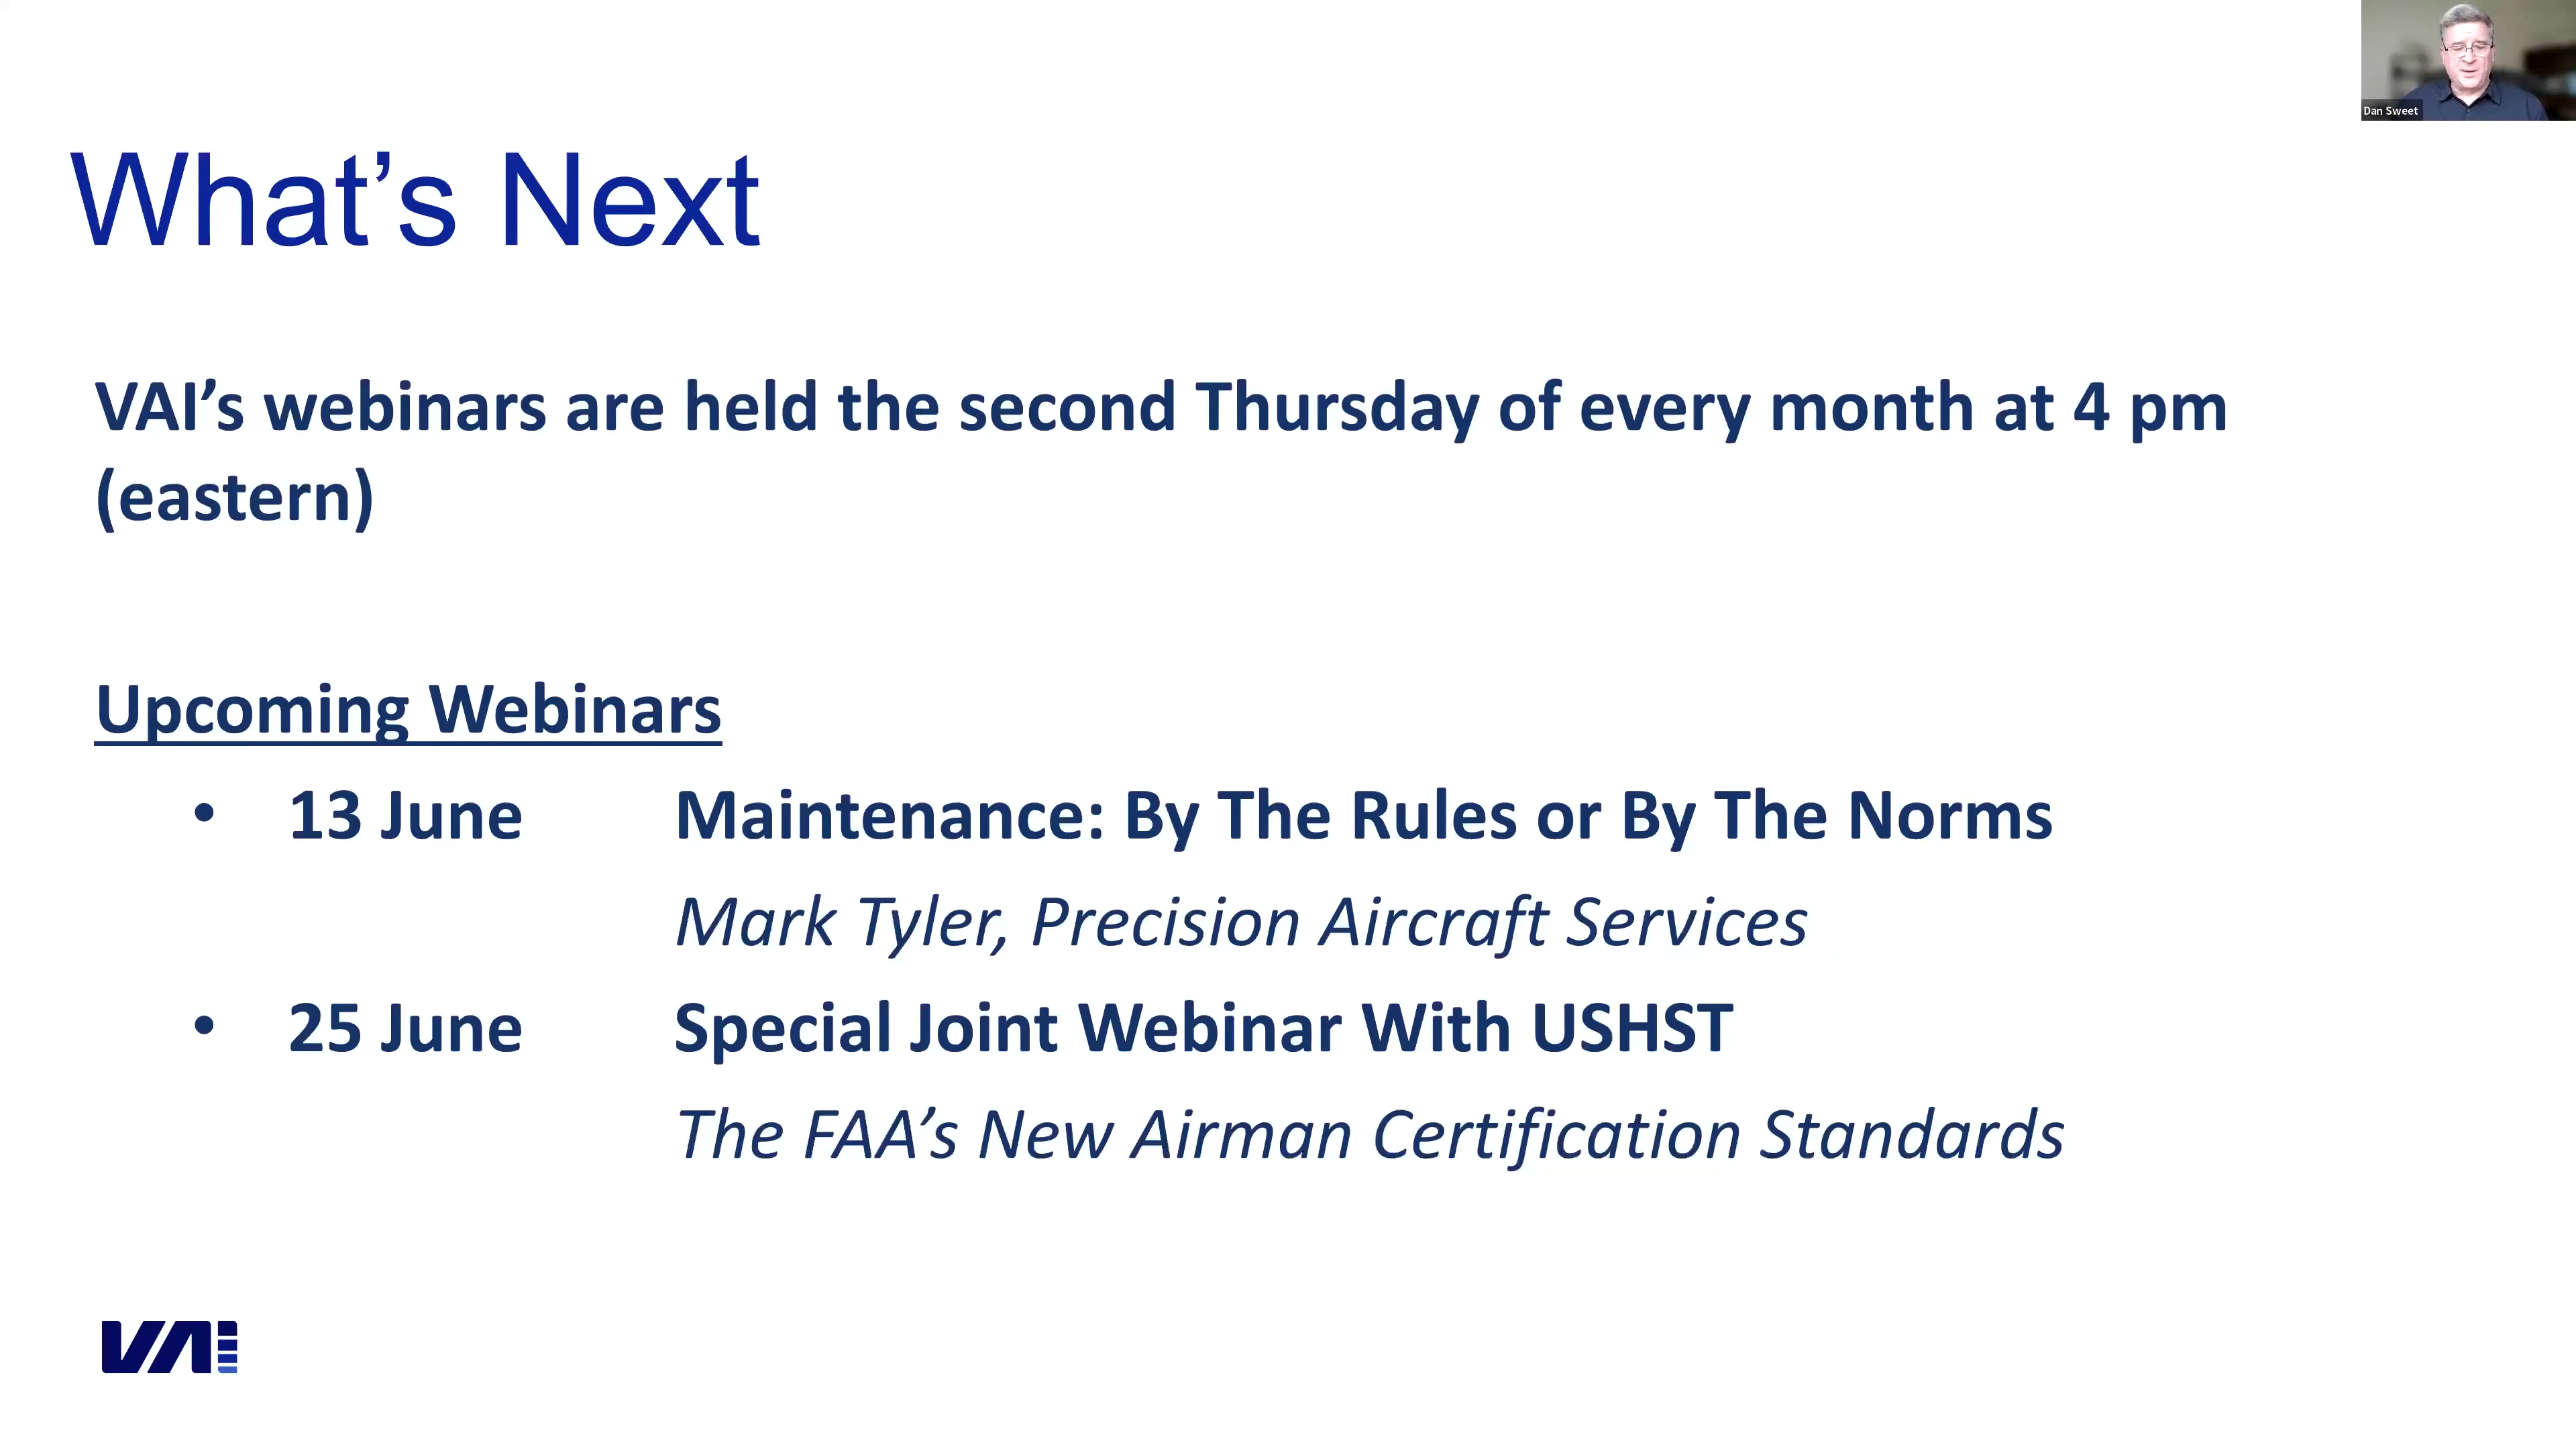 Dan Sweet
What’s Next
VAI’s webinars are held the second Thursday of every month at 4 pm
(eastern)
Upcoming Webinars
• 13 June Maintenance: By The Rules or By The Norms
Mark Tyler, Precision Aircraft Services
• 25 June Special Joint Webinar With USHST
The FAA’s New Airman Certification Standards
VAI